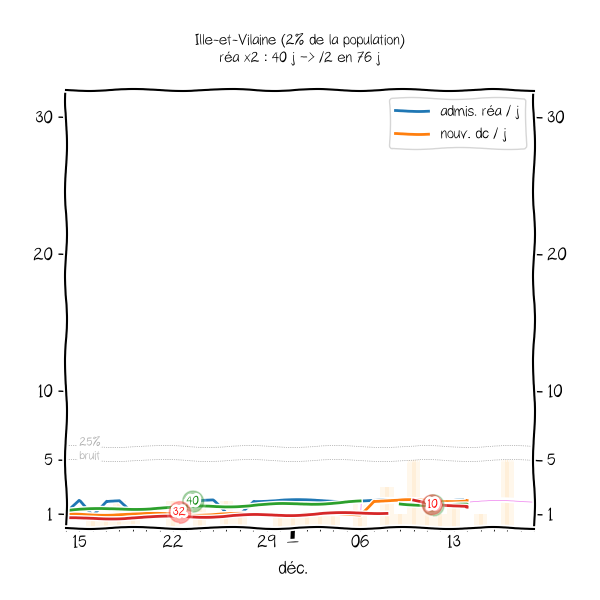 Ille-et-Vilaine (2% de la population)
réa x2 : 40 j -> /2 en 76 j
admis. réa / j
nouv. dc / j
30 30
20 20
10 10
25%
bruit
5 5
40
32
10
1 1
15 22 29 1 06 13
déc.